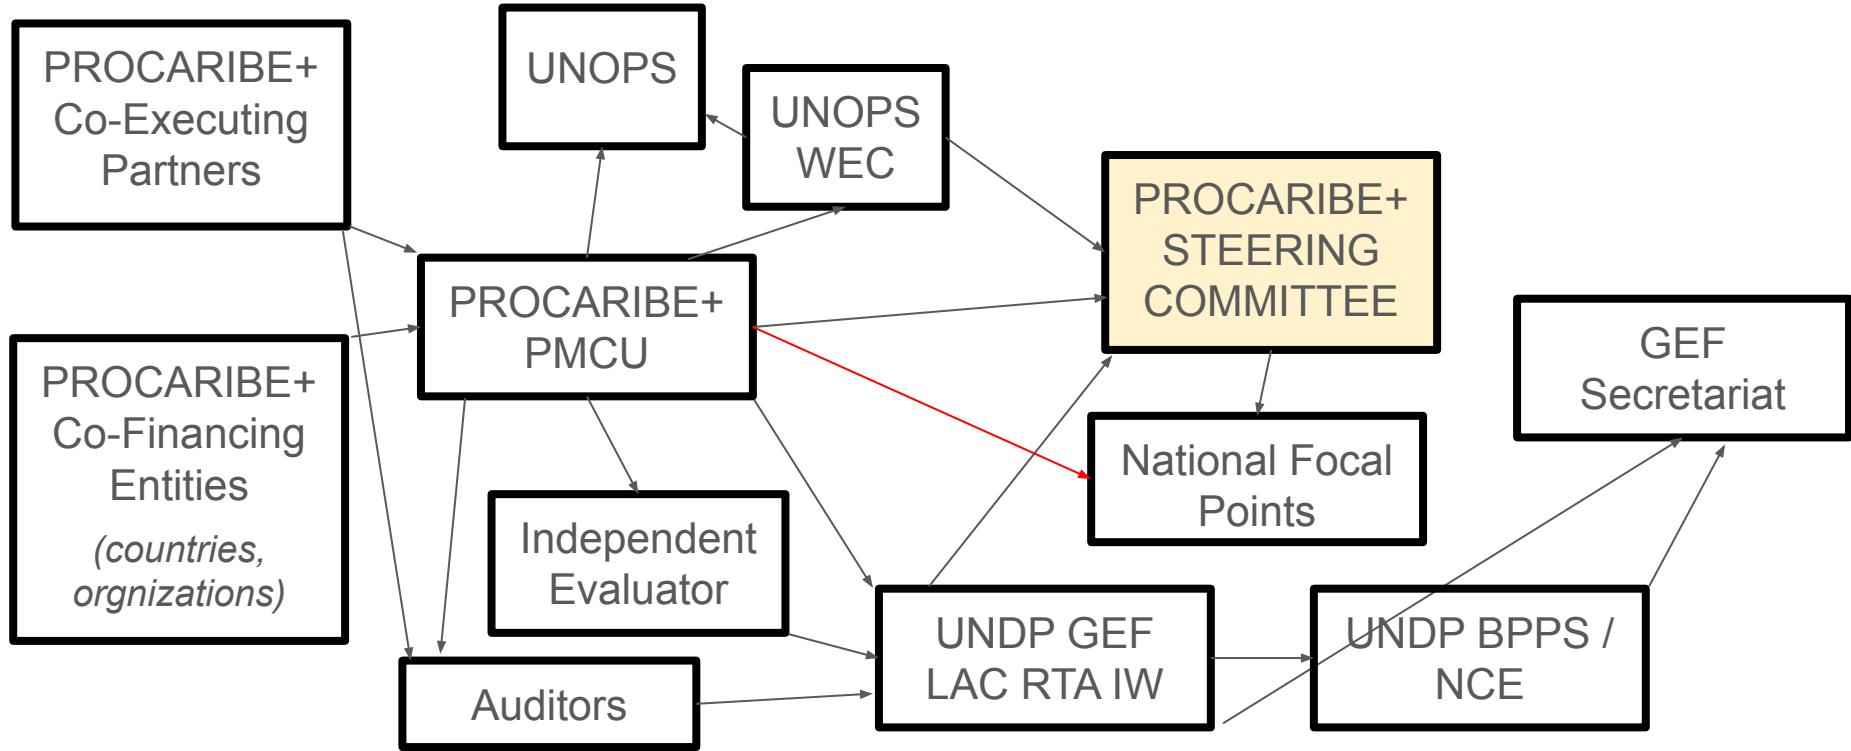 PROCARIBE+
Co-Executing
Partners
UNOPS
UNOPS
WEC
PROCARIBE+
STEERING
COMMITTEE
PROCARIBE+
PMCU
GEF
Secretariat
PROCARIBE+
Co-Financing
Entities
(countries,
orgnizations)
National Focal
Points
Independent
Evaluator
UNDP GEF
LAC RTA IW
UNDP BPPS /
NCE
Auditors